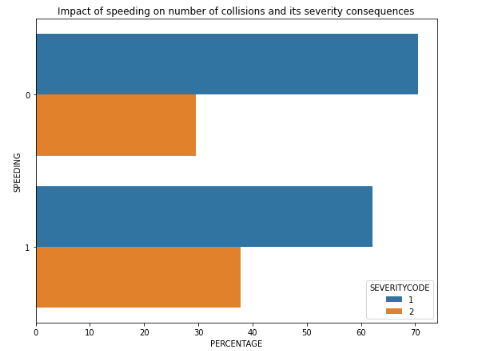 Impact of speeding on number of collisions and its severity consequences
SPEEDING
0
1
SEVERITYCODE
1
2
0 10 20 30 40 50 60 70
PERCENTAGE